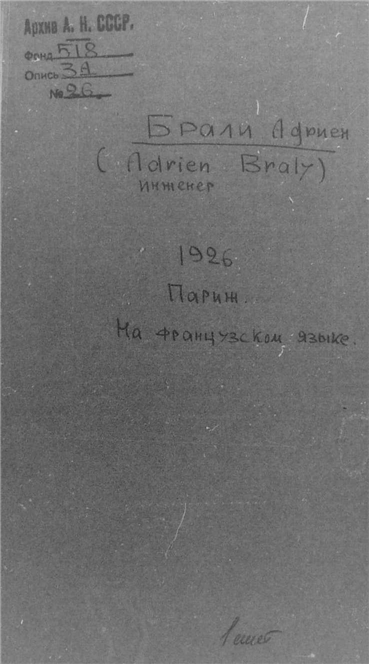 Архив А. Н. СССР.
Фонд 518
Опись 3А
№ 26.
Брали Адриен
(Adrien Braly)
инженер
1926
Париж.
На французском языке.